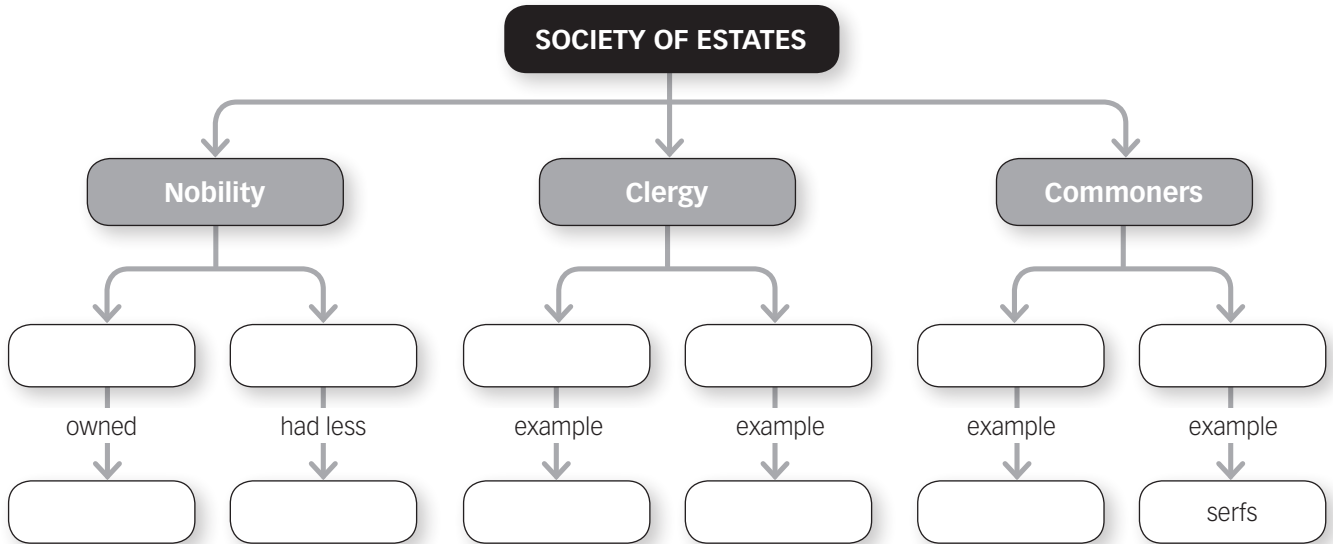 SOCIETY OF ESTATES
Nobility
Clergy
Commoners
owned
had less
example
example
example
example
serfs